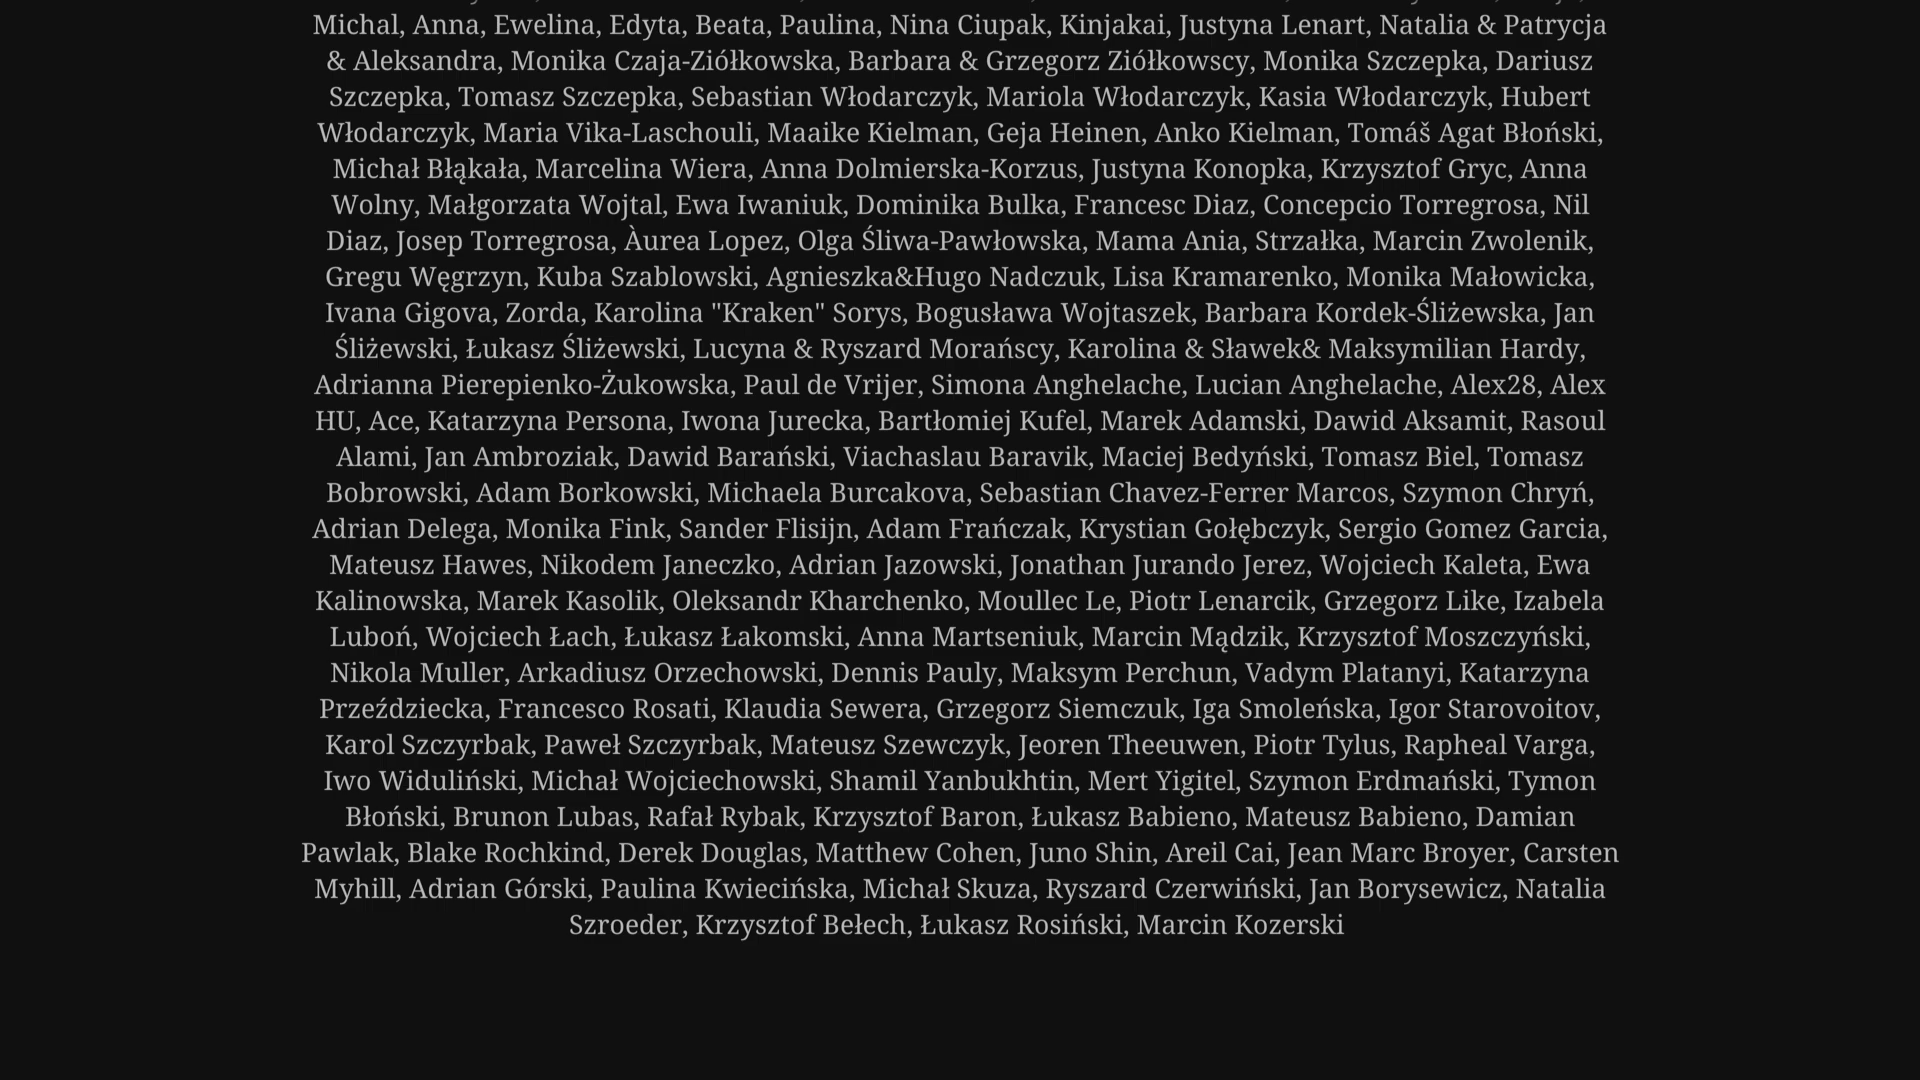 Michal, Anna, Ewelina, Edyta, Beata, Paulina, Nina Ciupak, Kinjakai, Justyna Lenart, Natalia & Patrycja
& Aleksandra, Monika Czaja-Ziółkowska, Barbara & Grzegorz Ziółkowscy, Monika Szczepka, Dariusz
Szczepka, Tomasz Szczepka, Sebastian Włodarczyk, Mariola Włodarczyk, Kasia Włodarczyk, Hubert
Włodarczyk, Maria Vika-Laschouli, Maaike Kielman, Geja Heinen, Anko Kielman, Tomáš Agat Błoński,
Michał Błąkała, Marcelina Wiera, Anna Dolmierska-Korzus, Justyna Konopka, Krzysztof Gryc, Anna
Wolny, Małgorzata Wojtal, Ewa Iwaniuk, Dominika Bulka, Francesc Diaz, Concepcio Torregrosa, Nil
Diaz, Josep Torregrosa, Àurea Lopez, Olga Śliwa-Pawłowska, Mama Ania, Strzałka, Marcin Zwolenik,
Gregu Węgrzyn, Kuba Szablowski, Agnieszka&Hugo Nadczuk, Lisa Kramarenko, Monika Małowicka,
Ivana Gigova, Zorda, Karolina "Kraken" Sorys, Bogusława Wojtaszek, Barbara Kordek-Śliżewska, Jan
Śliżewski, Łukasz Śliżewski, Lucyna & Ryszard Morańscy, Karolina & Sławek& Maksymilian Hardy,
Adrianna Pierepienko-Żukowska, Paul de Vrijer, Simona Anghelache, Lucian Anghelache, Alex28, Alex
HU, Ace, Katarzyna Persona, Iwona Jurecka, Bartłomiej Kufel, Marek Adamski, Dawid Aksamit, Rasoul
Alami, Jan Ambroziak, Dawid Barański, Viachaslau Baravik, Maciej Bedyński, Tomasz Biel, Tomasz
Bobrowski, Adam Borkowski, Michaela Burcakova, Sebastian Chavez-Ferrer Marcos, Szymon Chryń,
Adrian Delega, Monika Fink, Sander Flisijn, Adam Frańczak, Krystian Gołębczyk, Sergio Gomez Garcia,
Mateusz Hawes, Nikodem Janeczko, Adrian Jazowski, Jonathan Jurando Jerez, Wojciech Kaleta, Ewa
Kalinowska, Marek Kasolik, Oleksandr Kharchenko, Moullec Le, Piotr Lenarcik, Grzegorz Like, Izabela
Luboń, Wojciech Łach, Łukasz Łakomski, Anna Martseniuk, Marcin Mądzik, Krzysztof Moszczyński,
Nikola Muller, Arkadiusz Orzechowski, Dennis Pauly, Maksym Perchun, Vadym Platanyi, Katarzyna
Przeździecka, Francesco Rosati, Klaudia Sewera, Grzegorz Siemczuk, Iga Smoleńska, Igor Starovoitov,
Karol Szczyrbak, Paweł Szczyrbak, Mateusz Szewczyk, Jeoren Theeuwen, Piotr Tylus, Rapheal Varga,
Iwo Widuliński, Michał Wojciechowski, Shamil Yanbukhtin, Mert Yigitel, Szymon Erdmański, Tymon
Błoński, Brunon Lubas, Rafał Rybak, Krzysztof Baron, Łukasz Babieno, Mateusz Babieno, Damian
Pawlak, Blake Rochkind, Derek Douglas, Matthew Cohen, Juno Shin, Areil Cai, Jean Marc Broyer, Carsten
Myhill, Adrian Górski, Paulina Kwiecińska, Michał Skuza, Ryszard Czerwiński, Jan Borysewicz, Natalia
Szroeder, Krzysztof Bełech, Łukasz Rosiński, Marcin Kozerski